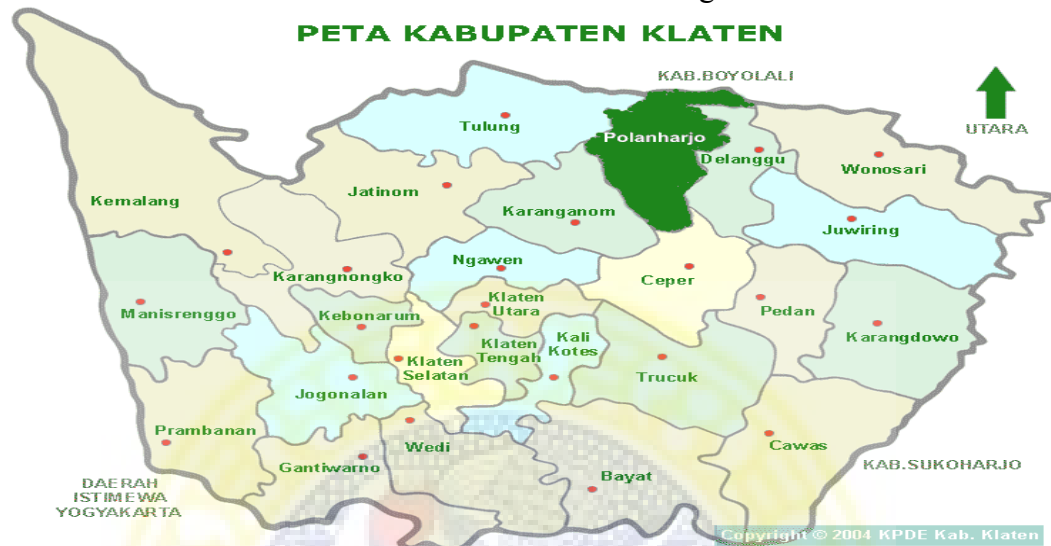 PETA KABUPATEN KLATEN
KAB.BOYOLALI
UTARA
Tulung
Polanharjo
Delanggu
Wonosari
Kemalang
Jatinom
Karanganom
Juwiring
Ngawen
Ceper
Karangnongko
Manisrenggo
Kebonarum
Klaten
Utara
Pedan
Karangdowo
Klaten
Tengah
Kali
Kotes
Klaten
Selatan
Trucuk
Jogonalan
Prambanan
Wedi
Cawas
Gantiwarno
Bayat
KAB.SUKOHARJO
DAERAH
ISTIMEWA
YOGYAKARTA
Copyright © 2004 KPDE Kab. Klaten